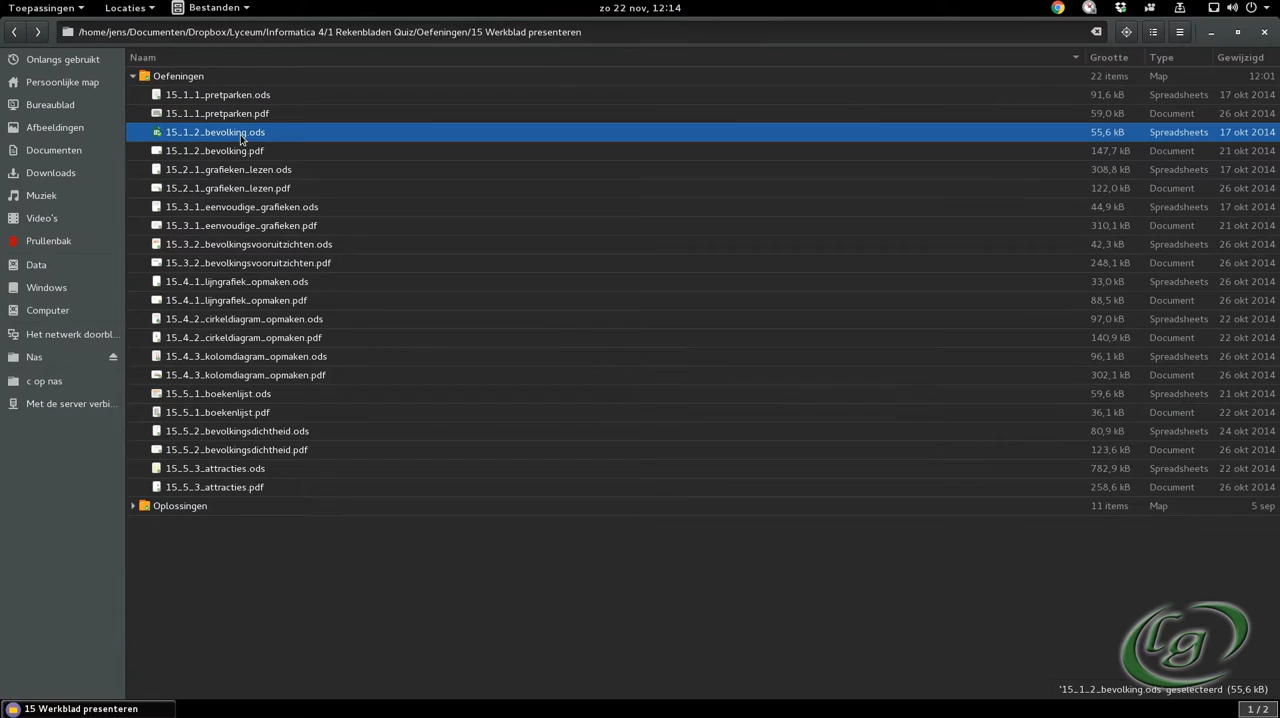 Toepassingen Locaties Bestanden zo 22 nov, 12:14
/home/jens/Documenten/Dropbox/Lyceum/Informatica 4/1 Rekenbladen Quiz/Oefeningen/15 Werkblad presenteren
Onlangs gebruikt
Persoonlijke map
Bureaublad
Afbeeldingen
Documenten
Downloads
Muziek
Video's
Prullenbak
Data
Windows
Computer
Het netwerk doorbl...
Nas
c op nas
Met de server verbi...
Naam Grootte Type Gewijzigd
Oefeningen 22 items Map 12:01
15_1_1_pretparken.ods 91,6 kB Spreadsheets 17 okt 2014
15_1_1_pretparken.pdf 59,0 kB Document 26 okt 2014
15_1_2_bevolking.ods 55,6 kB Spreadsheets 17 okt 2014
15_1_2_bevolking.pdf 147,7 kB Document 21 okt 2014
15_2_1_grafieken_lezen.ods 308,8 kB Spreadsheets 17 okt 2014
15_2_1_grafieken_lezen.pdf 122,0 kB Document 26 okt 2014
15_3_1_eenvoudige_grafieken.ods 44,9 kB Spreadsheets 17 okt 2014
15_3_1_eenvoudige_grafieken.pdf 310,1 kB Document 26 okt 2014
15_3_2_bevolkingsvooruitzichten.ods 42,3 kB Spreadsheets 26 okt 2014
15_3_2_bevolkingsvooruitzichten.pdf 248,1 kB Document 26 okt 2014
15_4_1_lijngrafiek_opmaken.ods 33,0 kB Spreadsheets 26 okt 2014
15_4_1_lijngrafiek_opmaken.pdf 88,5 kB Document 26 okt 2014
15_4_2_cirkeldiagram_opmaken.ods 97,0 kB Spreadsheets 22 okt 2014
15_4_2_cirkeldiagram_opmaken.pdf 140,9 kB Document 22 okt 2014
15_4_3_kolomdiagram_opmaken.ods 96,1 kB Spreadsheets 26 okt 2014
15_4_3_kolomdiagram_opmaken.pdf 302,1 kB Document 26 okt 2014
15_5_1_boekenlijst.ods 59,6 kB Spreadsheets 21 okt 2014
15_5_1_boekenlijst.pdf 36,1 kB Document 22 okt 2014
15_5_2_bevolkingsdichtheid.ods 80,9 kB Spreadsheets 24 okt 2014
15_5_2_bevolkingsdichtheid.pdf 123,6 kB Document 26 okt 2014
15_5_3_attracties.ods 782,9 kB Spreadsheets 22 okt 2014
15_5_3_attracties.pdf 258,6 kB Document 26 okt 2014
Oplossingen 11 items Map 5 sep
lg
'15_1_2_bevolking.ods' geselecteerd (55,6 kB)
15 Werkblad presenteren 1 / 2